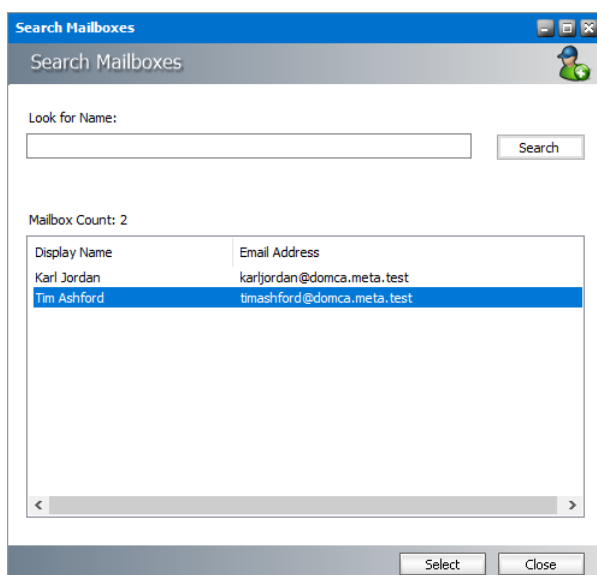 Search Mailboxes
Search Mailboxes
Look for Name:
Search
Mailbox Count: 2
Display Name Email Address
Karl Jordan karljordan@domca.meta.test
Tim Ashford timashford@domca.meta.test
Select Close